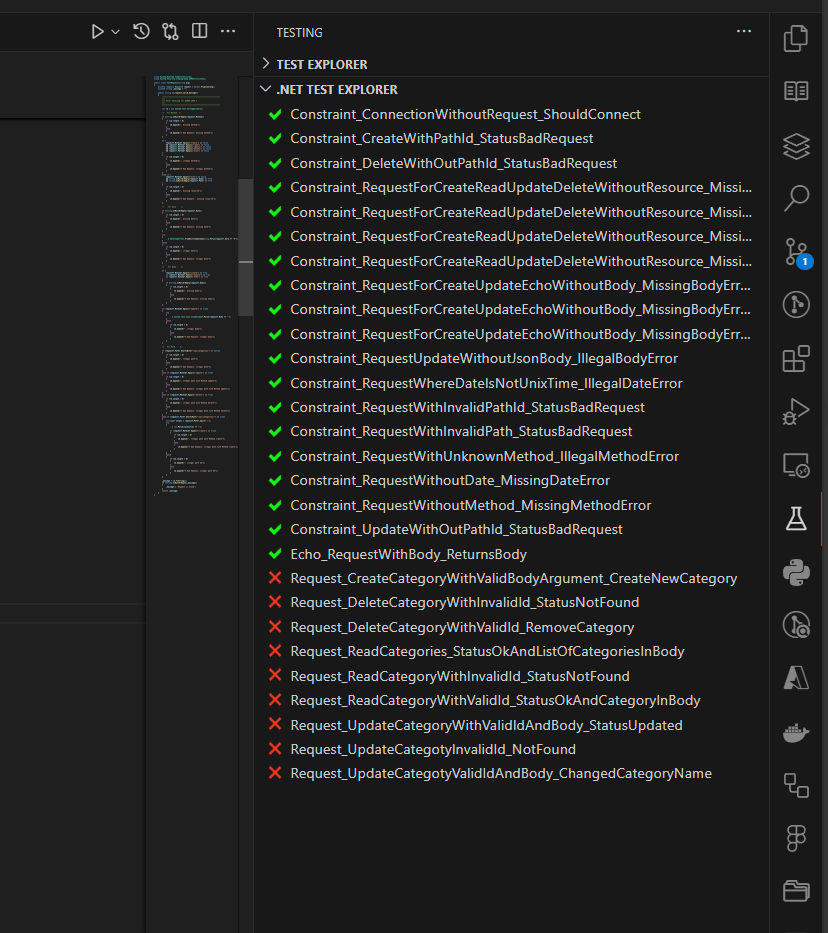 TESTING
TEST EXPLORER
.NET TEST EXPLORER
Constraint_ConnectionWithoutRequest_ShouldConnect
Constraint_CreateWithPathId_StatusBadRequest
Constraint_DeleteWithOutPathId_StatusBadRequest
Constraint_RequestForCreateReadUpdateDeleteWithoutResource_Missi...
Constraint_RequestForCreateReadUpdateDeleteWithoutResource_Missi...
Constraint_RequestForCreateReadUpdateDeleteWithoutResource_Missi...
Constraint_RequestForCreateReadUpdateDeleteWithoutResource_Missi...
Constraint_RequestForCreateUpdateEchoWithoutBody_MissingBodyErr...
Constraint_RequestForCreateUpdateEchoWithoutBody_MissingBodyErr...
Constraint_RequestForCreateUpdateEchoWithoutBody_MissingBodyErr...
Constraint_RequestUpdateWithoutJsonBody_IllegalBodyError
Constraint_RequestWhereDateIsNotUnixTime_IllegalDateError
Constraint_RequestWithInvalidPathId_StatusBadRequest
Constraint_RequestWithInvalidPath_StatusBadRequest
Constraint_RequestWithUnknownMethod_IllegalMethodError
Constraint_RequestWithoutDate_MissingDateError
Constraint_RequestWithoutMethod_MissingMethodError
Constraint_UpdateWithOutPathId_StatusBadRequest
Echo_RequestWithBody_ReturnsBody
Request_CreateCategoryWithValidBodyArgument_CreateNewCategory
Request_DeleteCategoryWithInvalidId_StatusNotFound
Request_DeleteCategoryWithValidId_RemoveCategory
Request_ReadCategories_StatusOkAndListOfCategoriesInBody
Request_ReadCategoryWithInvalidId_StatusNotFound
Request_ReadCategoryWithValidId_StatusOkAndCategoryInBody
Request_UpdateCategoryWithValidIdAndBody_StatusUpdated
Request_UpdateCategotyInvalidId_NotFound
Request_UpdateCategotyValidIdAndBody_ChangedCategoryName
1